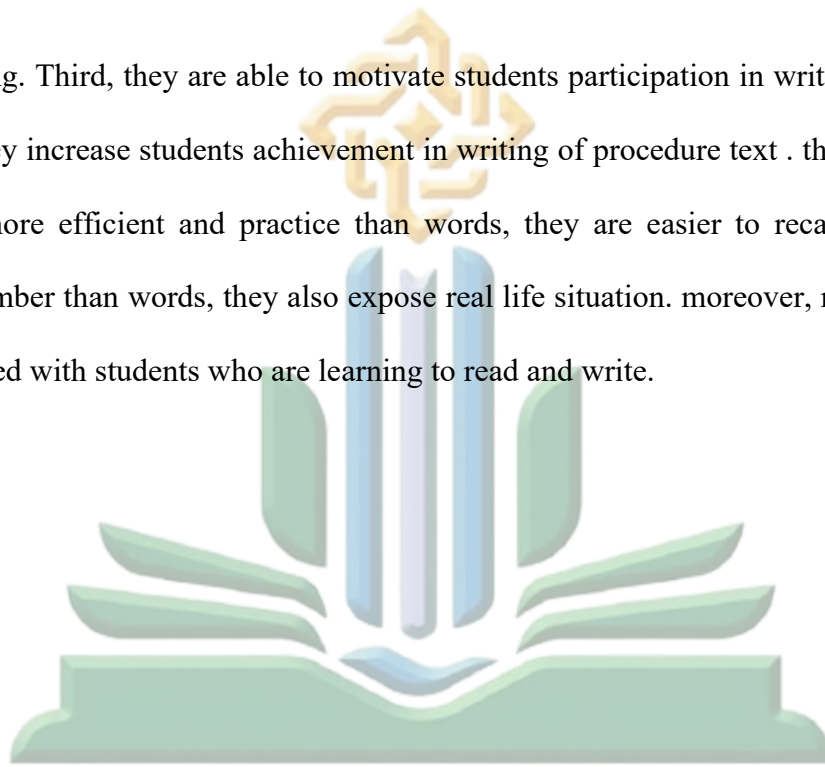 g. Third, they are able to motivate students participation in writ
y increase students achievement in writing of procedure text . th
ore efficient and practice than words, they are easier to reca
mber than words, they also expose real life situation. moreover, r
ed with students who are learning to read and write.